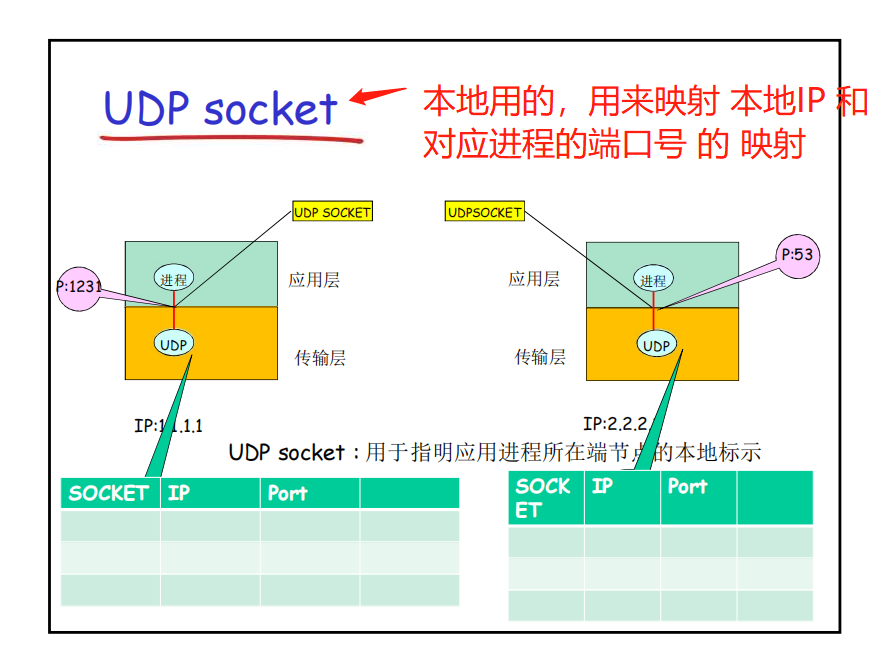 UDP socket
本地用的，用来映射 本地IP 和
对应进程的端口号 的 映射
UDP SOCKET
UDPSOCKET
P:1231
进程
应用层
应用层
进程
P:53
UDP
传输层
传输层
UDP
IP:1.1.1.1
IP:2.2.2.
UDP socket：用于指明应用进程所在端节点的本地标示
SOCKET IP Port
SOCK
ET IP Port